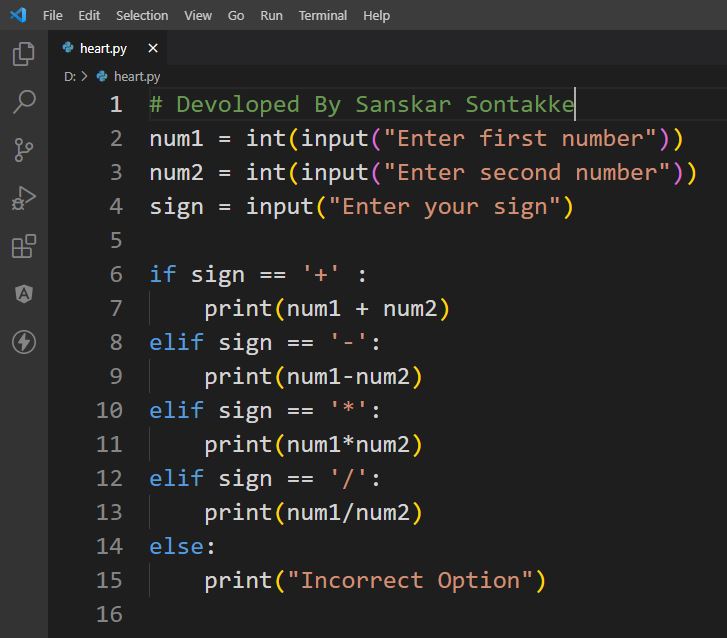 File Edit Selection View Go Run Terminal Help
heart.py ×
D: > heart.py
1 # Devoloped By Sanskar Sontakke
2 num1 = int(input("Enter first number"))
3 num2 = int(input("Enter second number"))
4 sign = input("Enter your sign")
5
6 if sign == '+' :
7     print(num1 + num2)
8 elif sign == '-':
9     print(num1-num2)
10 elif sign == '*':
11     print(num1*num2)
12 elif sign == '/':
13     print(num1/num2)
14 else:
15     print("Incorrect Option")
16